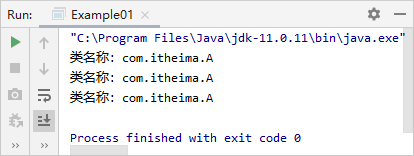 Run: Example01
"C:\Program Files\Java\jdk-11.0.11\bin\java.exe"
类名称: com.itheima.A
类名称: com.itheima.A
类名称: com.itheima.A
Process finished with exit code 0